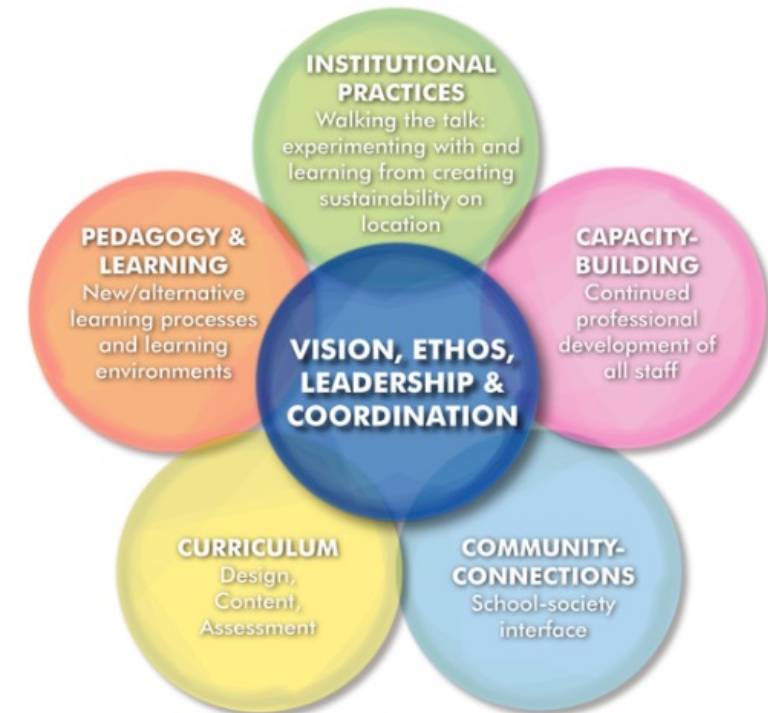 INSTITUTIONAL
PRACTICES
Walking the talk:
experimenting with and
learning from creating
sustainability on
location
PEDAGOGY &
LEARNING
New/alternative
learning processes
and learning
environments
CAPACITY-
BUILDING
Continued
professional
development of
all staff
VISION, ETHOS,
LEADERSHIP &
COORDINATION
CURRICULUM
Design,
Content,
Assessment
COMMUNITY-
CONNECTIONS
School-society
interface